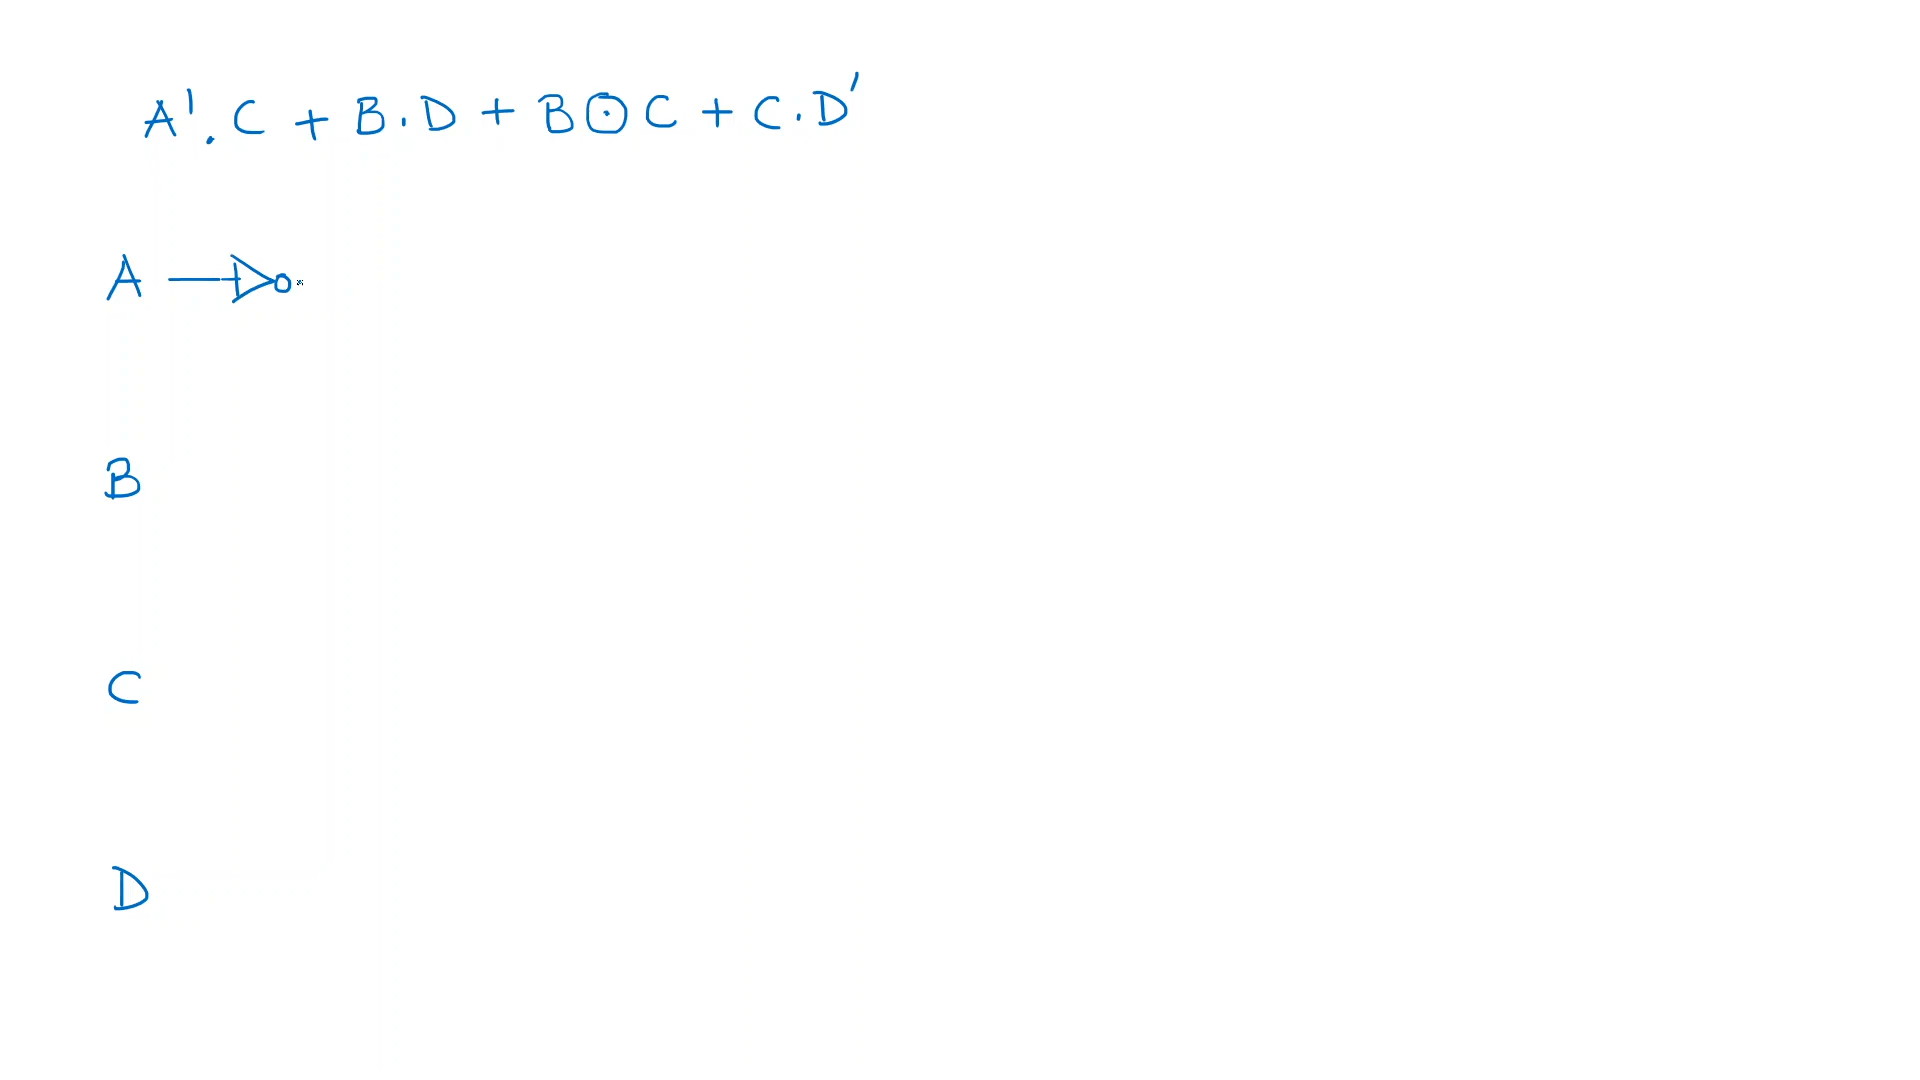 A'.C + B.D + B⊙C + C.D'
A
B
C
D